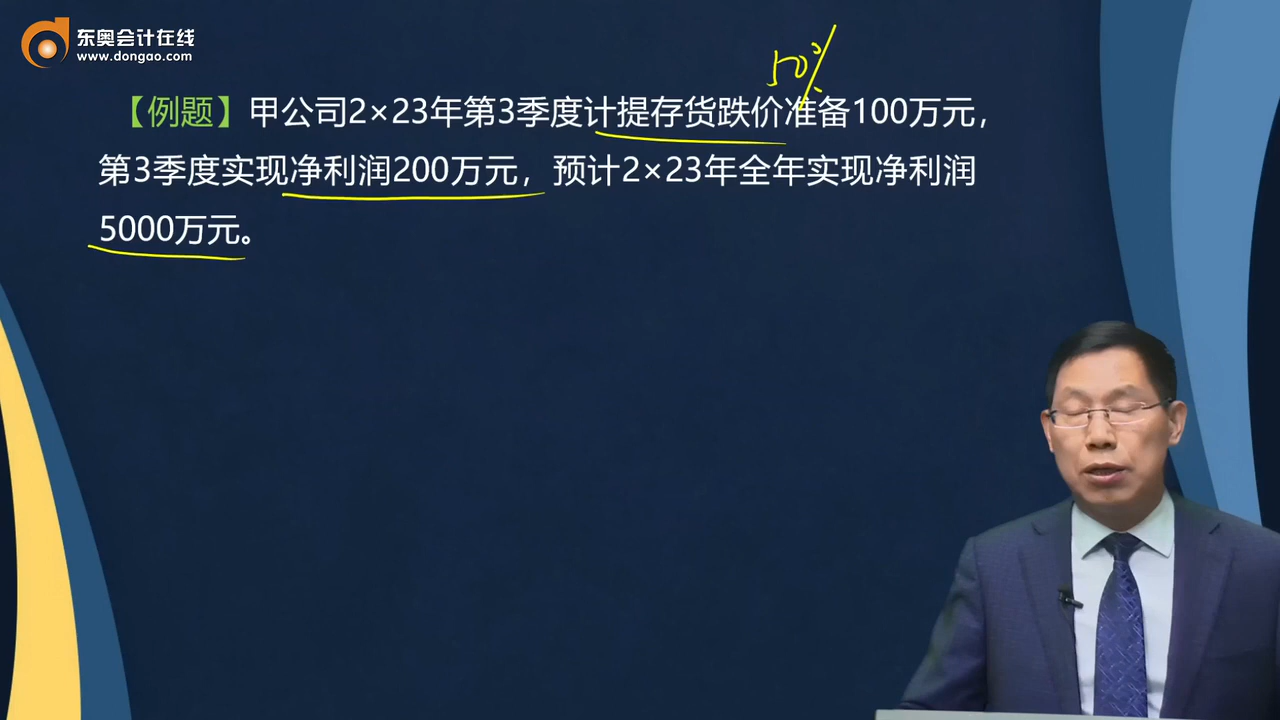 东奥会计在线
www.dongao.com
50%
【例题】甲公司2×23年第3季度计提存货跌价准备100万元，
第3季度实现净利润200万元，预计2×23年全年实现净利润
5000万元。